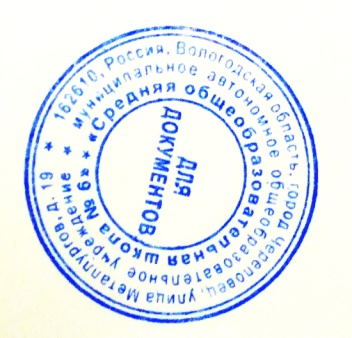 * 162610, Россия, Вологодская область, город Череповец, улица Металлургов, д. 19
* муниципальное автономное общеобразовательное учреждение
* «Средняя общеобразовательная школа № 6»
ДЛЯ
ДОКУМЕНТОВ